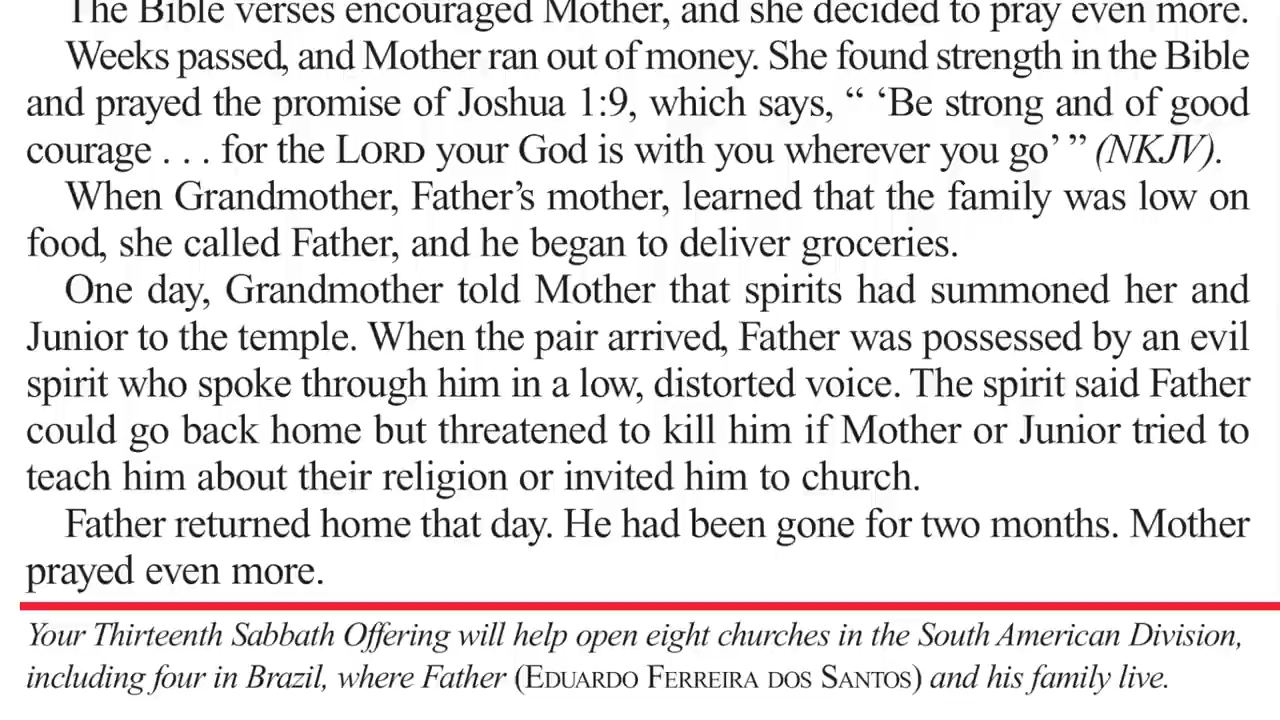 The Bible verses encouraged Mother, and she decided to pray even more.
Weeks passed, and Mother ran out of money. She found strength in the Bible
and prayed the promise of Joshua 1:9, which says, “ ‘Be strong and of good
courage . . . for the LORD your God is with you wherever you go’ ” (NKJV).
When Grandmother, Father’s mother, learned that the family was low on
food, she called Father, and he began to deliver groceries.
One day, Grandmother told Mother that spirits had summoned her and
Junior to the temple. When the pair arrived, Father was possessed by an evil
spirit who spoke through him in a low, distorted voice. The spirit said Father
could go back home but threatened to kill him if Mother or Junior tried to
teach him about their religion or invited him to church.
Father returned home that day. He had been gone for two months. Mother
prayed even more.
Your Thirteenth Sabbath Offering will help open eight churches in the South American Division,
including four in Brazil, where Father (EDUARDO FERREIRA DOS SANTOS) and his family live.